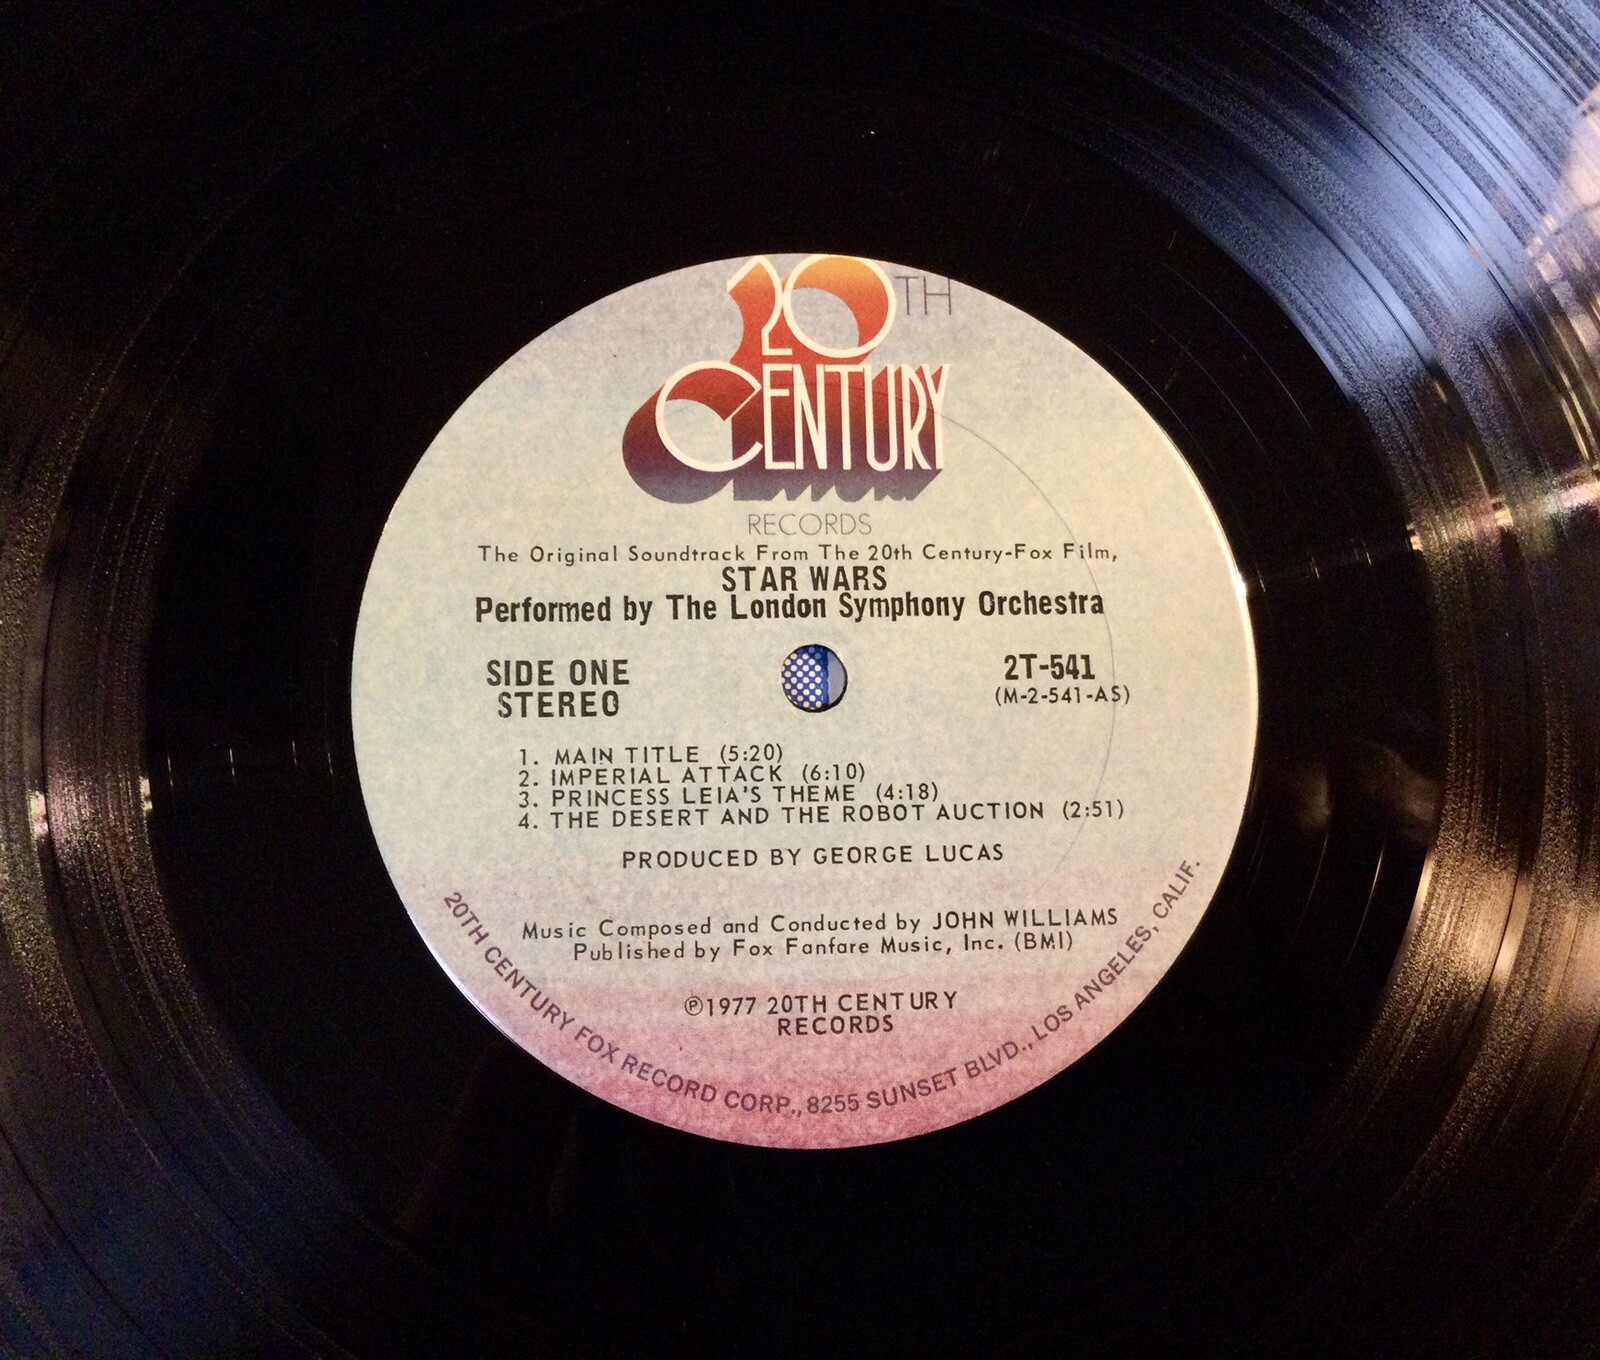 20TH
CENTURY
RECORDS
The Original Soundtrack From The 20th Century-Fox Film,
STAR WARS
Performed by The London Symphony Orchestra
SIDE ONE
STEREO
2T-541
(M-2-541-AS)
1. MAIN TITLE (5:20)
2. IMPERIAL ATTACK (6:10)
3. PRINCESS LEIA'S THEME (4:18)
4. THE DESERT AND THE ROBOT AUCTION (2:51)
PRODUCED BY GEORGE LUCAS
Music Composed and Conducted by JOHN WILLIAMS
Published by Fox Fanfare Music, Inc. (BMI)
℗1977 20TH CENTURY
RECORDS
20TH CENTURY FOX RECORD CORP., 8255 SUNSET BLVD., LOS ANGELES, CALIF.